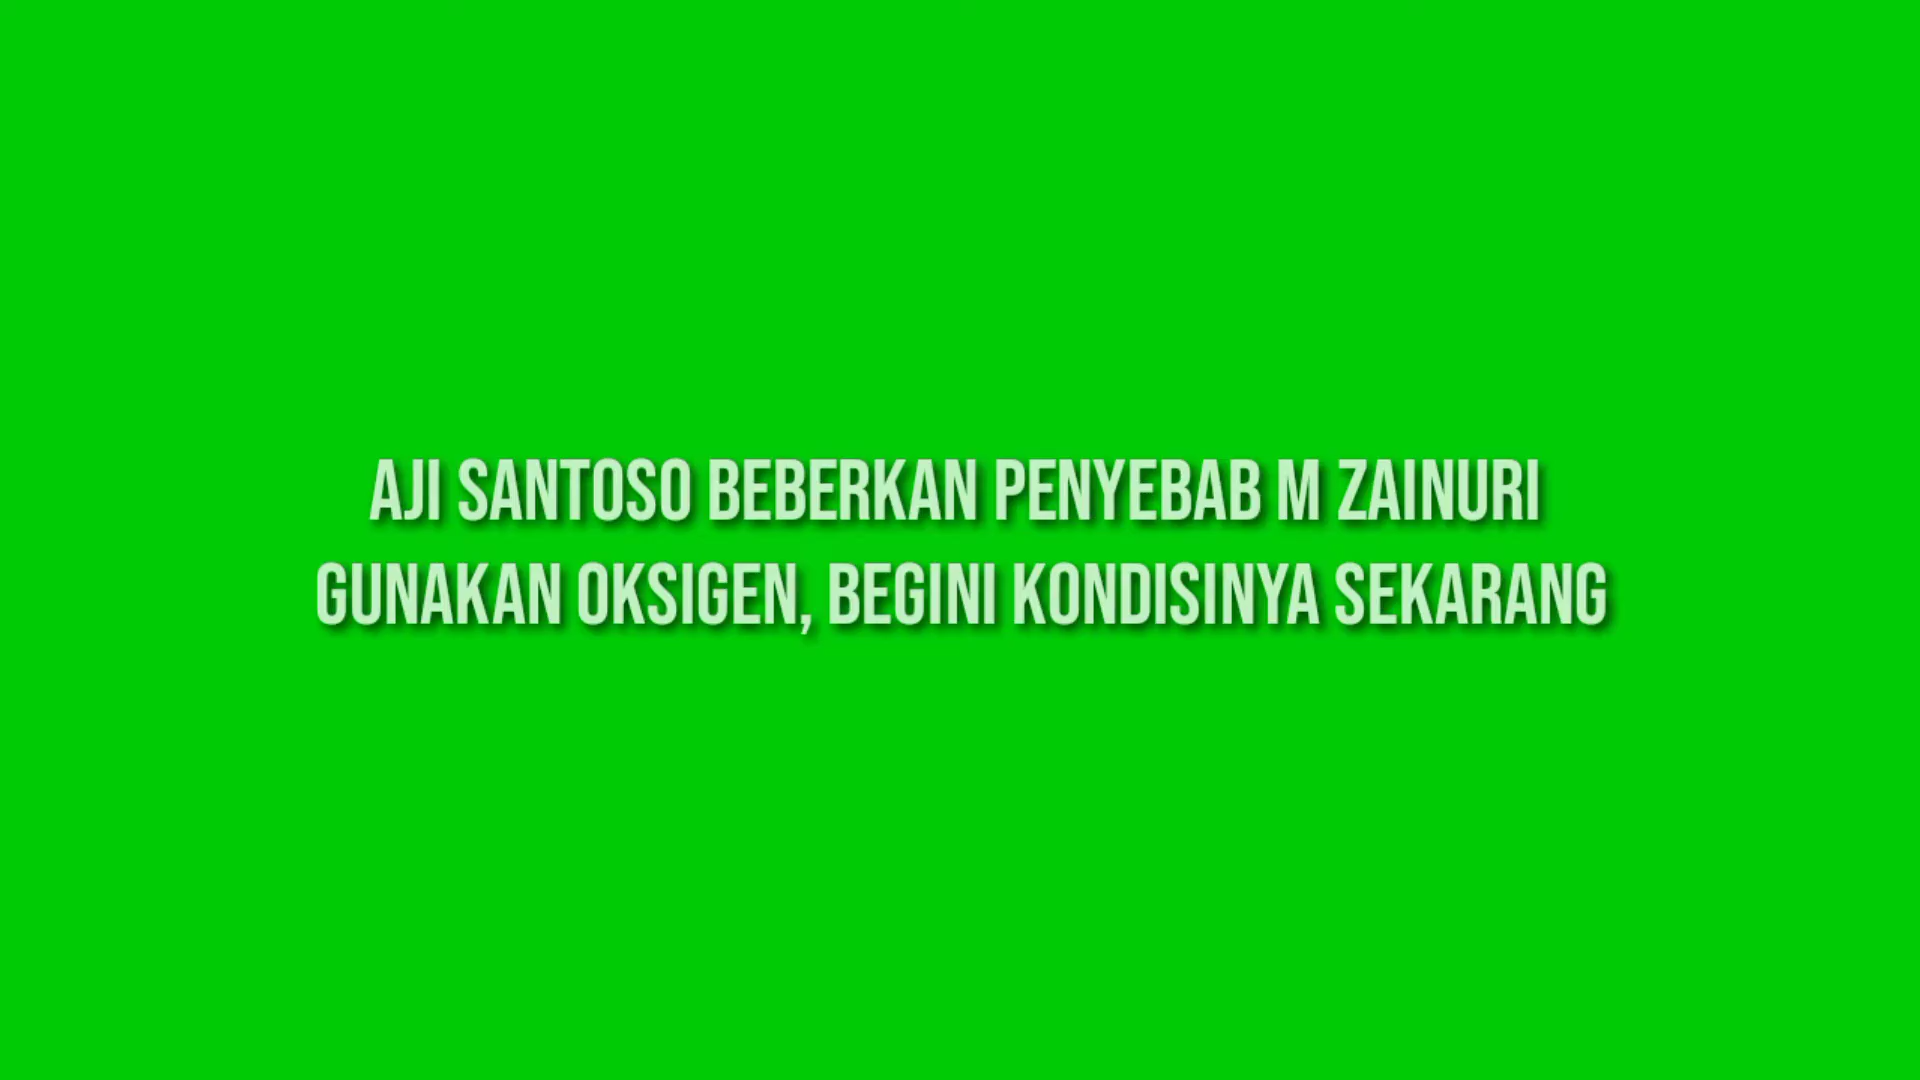 AJI SANTOSO BEBERKAN PENYEBAB M ZAINURI
GUNAKAN OKSIGEN, BEGINI KONDISINYA SEKARANG